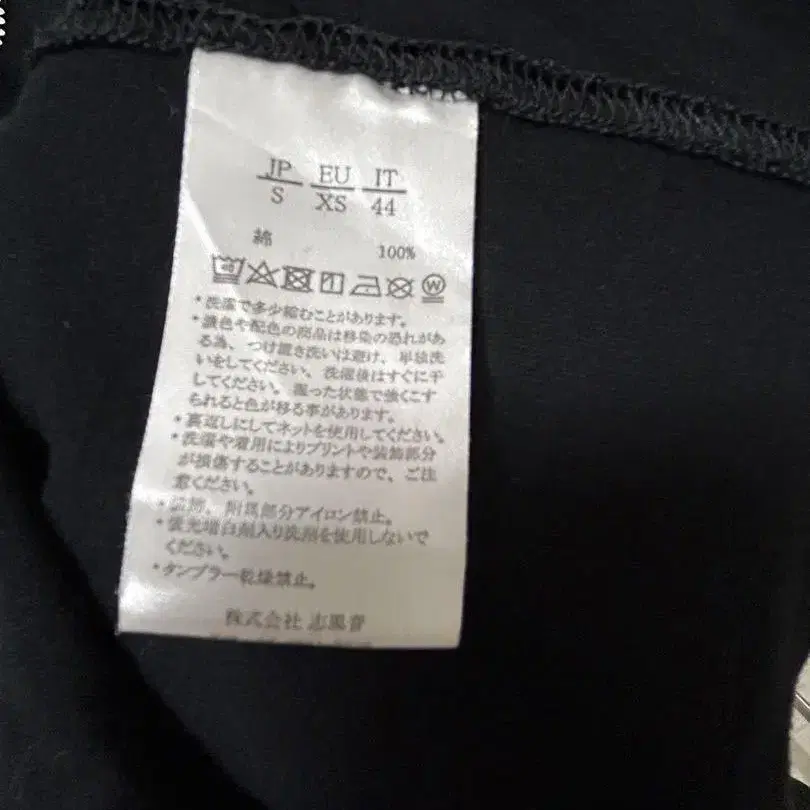 JP EU IT
S XS 44
綿 100%
40 W
・洗濯で多少縮むことがあります。
・濃色や配色の商品は移染の恐れがあ
る為、つけ置き洗いは避け、単独洗
いをしてください。洗濯後はすぐに干
してください。湿った状態で強くこす
られると色が移る事があります。
・裏返しにしてネットを使用してください。
・洗濯や着用によりプリントや装飾部分
が損傷することがありますので、ご注
意ください。
・装飾、附属部分アイロン禁止。
・蛍光増白剤入り洗剤を使用しないで
ください。
・タンブラー乾燥禁止。
株式会社 志風音